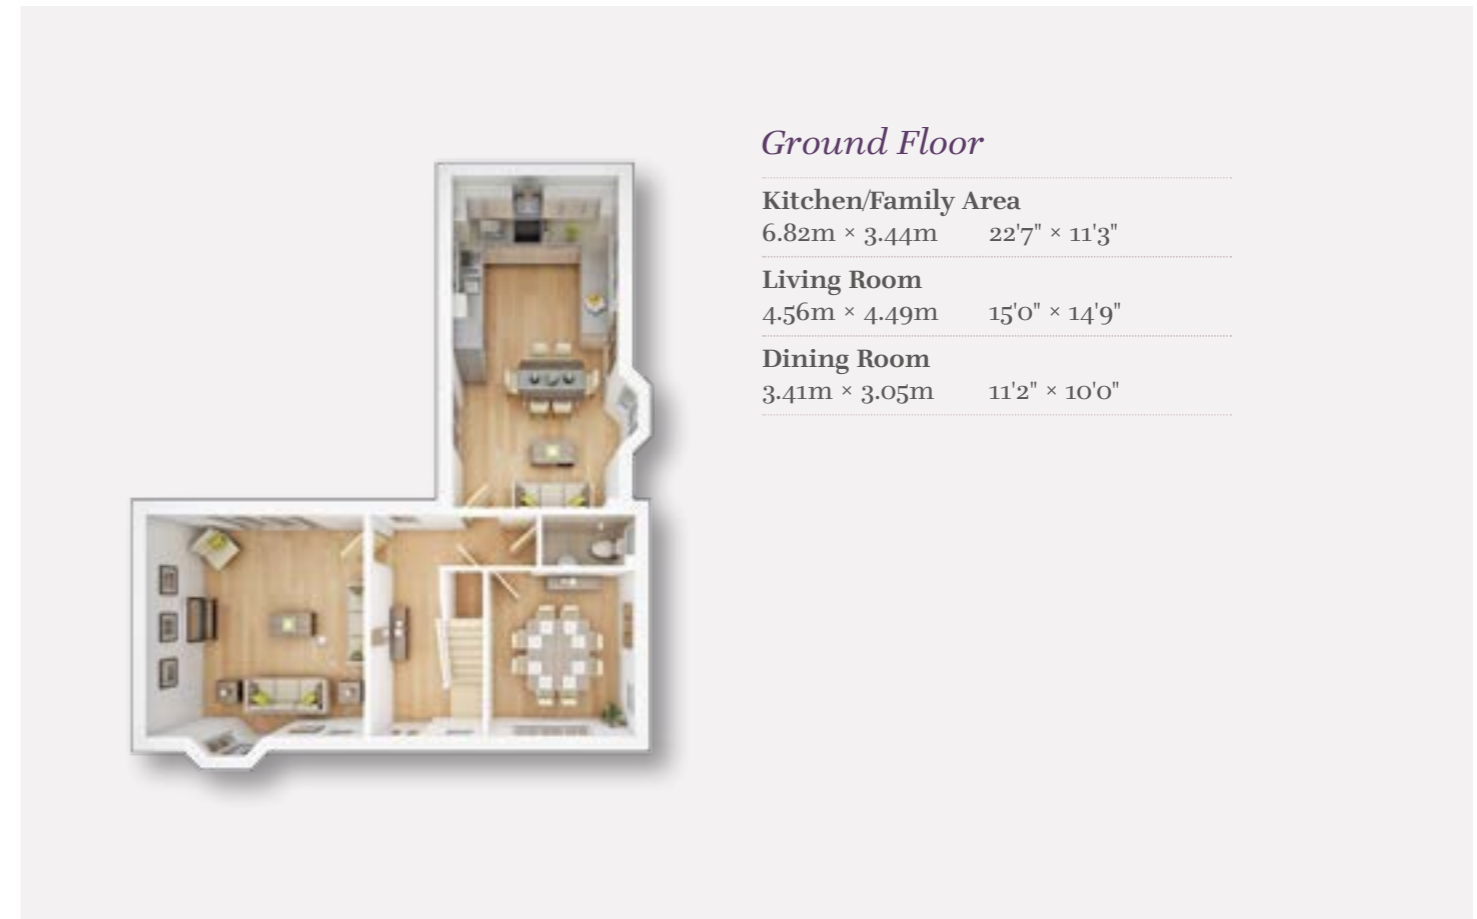 Ground Floor
Kitchen/Family Area
6.82m × 3.44m 22'7" × 11'3"
Living Room
4.56m × 4.49m 15'0" × 14'9"
Dining Room
3.41m × 3.05m 11'2" × 10'0"